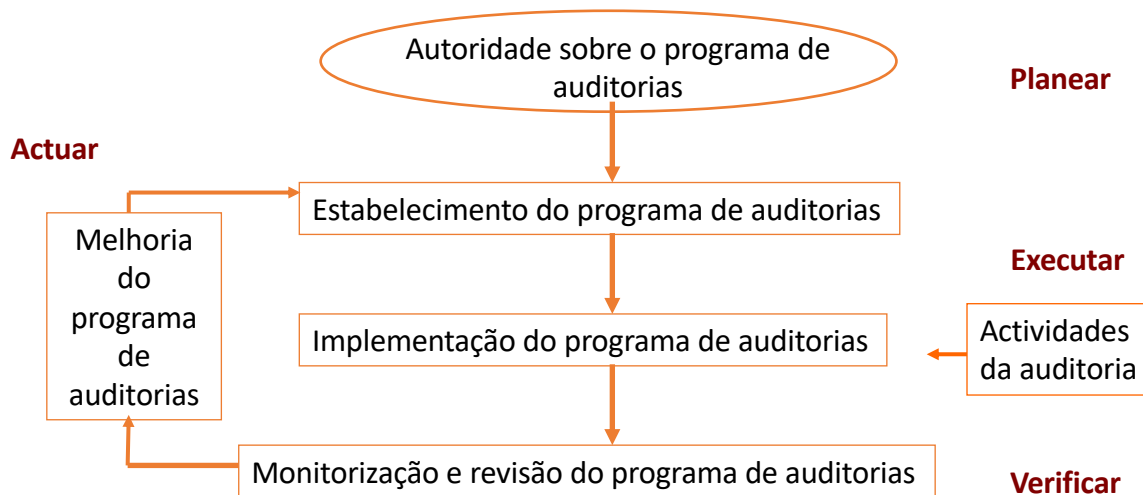 Autoridade sobre o programa de
auditorias
Planear
Actuar
Estabelecimento do programa de auditorias
Melhoria
do
programa
de
auditorias
Executar
Implementação do programa de auditorias
Actividades
da auditoria
Monitorização e revisão do programa de auditorias
Verificar